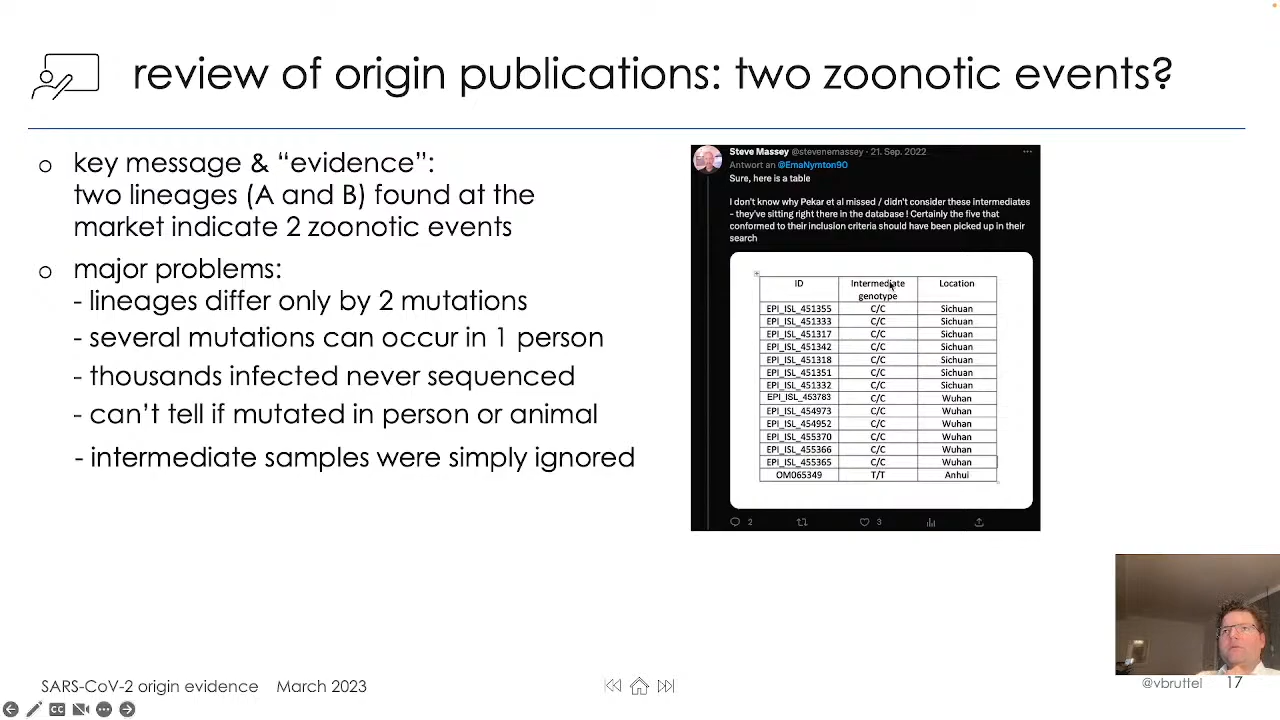 review of origin publications: two zoonotic events?
o key message & “evidence”:
two lineages (A and B) found at the
market indicate 2 zoonotic events
o major problems:
- lineages differ only by 2 mutations
- several mutations can occur in 1 person
- thousands infected never sequenced
- can’t tell if mutated in person or animal
- intermediate samples were simply ignored
Steve Massey @stevenemassey · 21. Sep. 2022
Antwort an @EmaNymton90
Sure, here is a table
I don't know why Pekar et al missed / didn't consider these intermediates
- they've sitting right there in the database ! Certainly the five that
conformed to their inclusion criteria should have been picked up in their
search
ID Intermediate genotype Location
EPI_ISL_451355 C/C Sichuan
EPI_ISL_451333 C/C Sichuan
EPI_ISL_451317 C/C Sichuan
EPI_ISL_451342 C/C Sichuan
EPI_ISL_451318 C/C Sichuan
EPI_ISL_451351 C/C Sichuan
EPI_ISL_451332 C/C Sichuan
EPI_ISL_453783 C/C Wuhan
EPI_ISL_454973 C/C Wuhan
EPI_ISL_454952 C/C Wuhan
EPI_ISL_455370 C/C Wuhan
EPI_ISL_455366 C/C Wuhan
EPI_ISL_455365 C/C Wuhan
OM065349 T/T Anhui
2 3
SARS-CoV-2 origin evidence March 2023
@vbruttel 17
CC